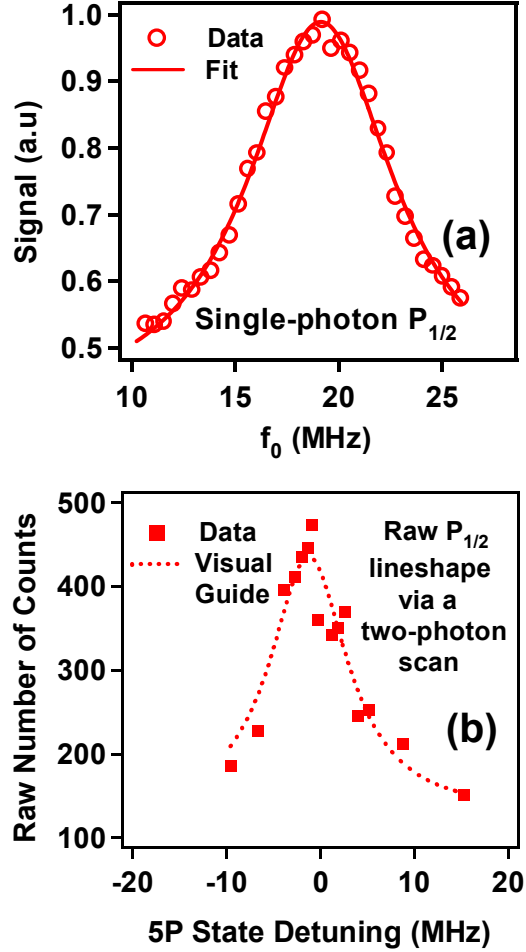 1.0
0.9
0.8
0.7
0.6
0.5
Signal (a.u)
Data
Fit
(a)
Single-photon P1/2
10
15
20
25
f0 (MHz)
500
400
300
200
100
Raw Number of Counts
Data
Visual
Guide
Raw P1/2
lineshape
via a
two-photon
scan
(b)
-20
-10
0
10
20
5P State Detuning (MHz)